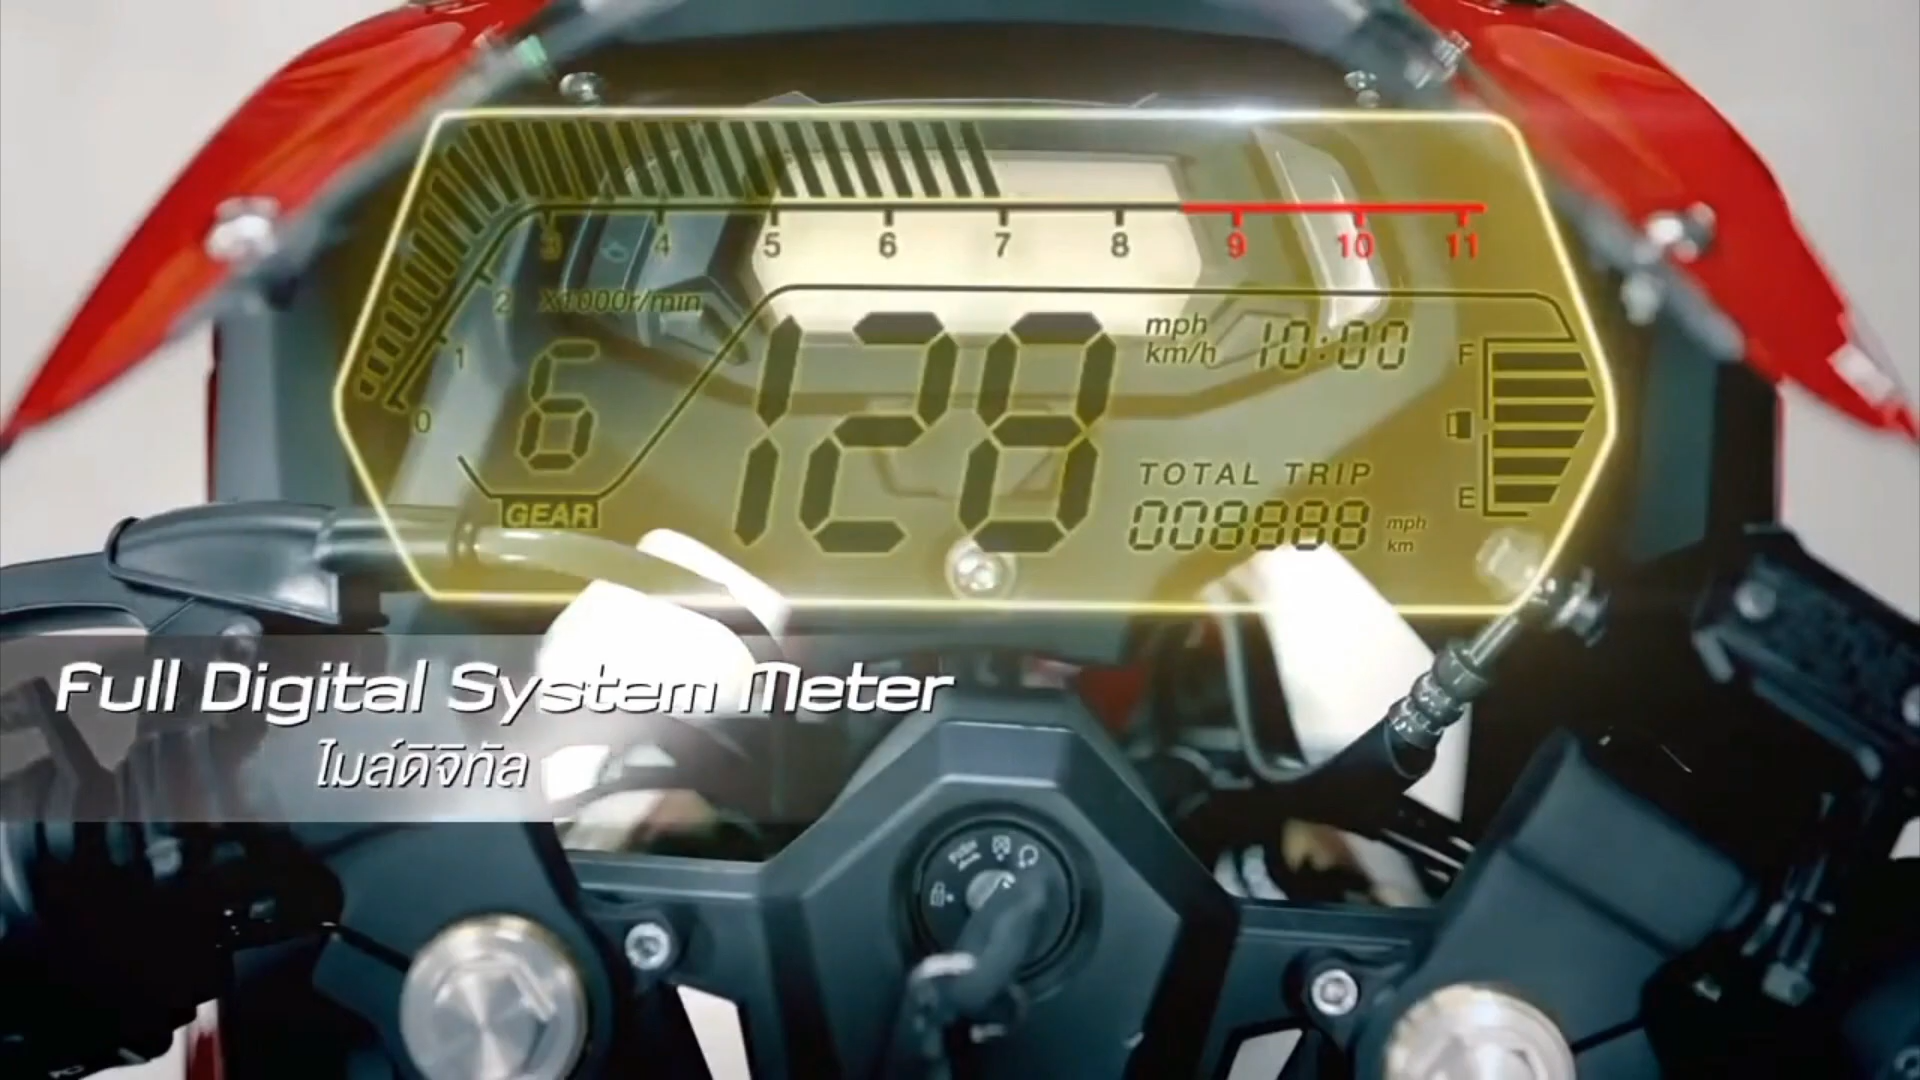 3 4 5 6 7 8 9 10 11
2 X1000r/min
1
0
6
GEAR
128
mph
km/h
10:00
F
E
TOTAL TRIP
008888
mph
km
Full Digital System Meter
ไมล์ดิจิทัล